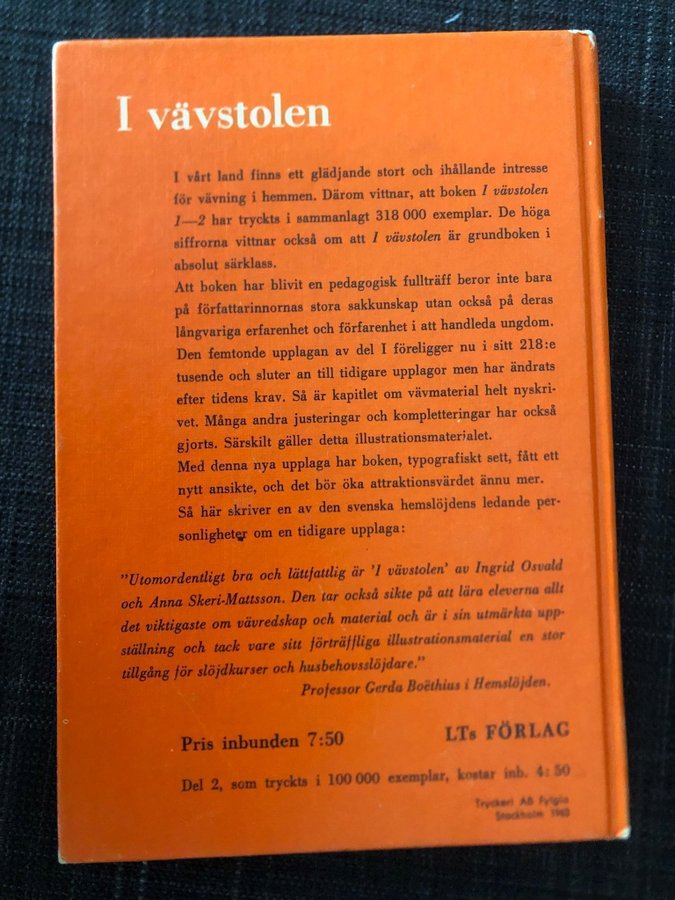 I vävstolen
I vårt land finns ett glädjande stort och ihållande intresse
för vävning i hemmen. Därom vittnar, att boken I vävstolen
1—2 har tryckts i sammanlagt 318 000 exemplar. De höga
siffrorna vittnar också om att I vävstolen är grundboken i
absolut särklass.
Att boken har blivit en pedagogisk fullträff beror inte bara
på författarinnornas stora sakkunskap utan också på deras
långvariga erfarenhet och förfarenhet i att handleda ungdom.
Den femtonde upplagan av del I föreligger nu i sitt 218:e
tusende och sluter an till tidigare upplagor men har ändrats
efter tidens krav. Så är kapitlet om vävmaterial helt nyskri-
vet. Många andra justeringar och kompletteringar har också
gjorts. Särskilt gäller detta illustrationsmaterialet.
Med denna nya upplaga har boken, typografiskt sett, fått ett
nytt ansikte, och det bör öka attraktionsvärdet ännu mer.
Så här skriver en av den svenska hemslöjdens ledande per-
sonligheter om en tidigare upplaga:
"Utomordentligt bra och lättfattlig är 'I vävstolen' av Ingrid Osvald
och Anna Skeri-Mattsson. Den tar också sikte på att lära eleverna allt
det viktigaste om vävredskap och material och är i sin utmärkta upp-
ställning och tack vare sitt förträffliga illustrationsmaterial en stor
tillgång för slöjdkurser och husbehovsslöjdare."
Professor Gerda Boëthius i Hemslöjden.
Pris inbunden 7:50
LTs FÖRLAG
Del 2, som tryckts i 100 000 exemplar, kostar inb. 4:50
Tryckeri AB Fylgia
Stockholm